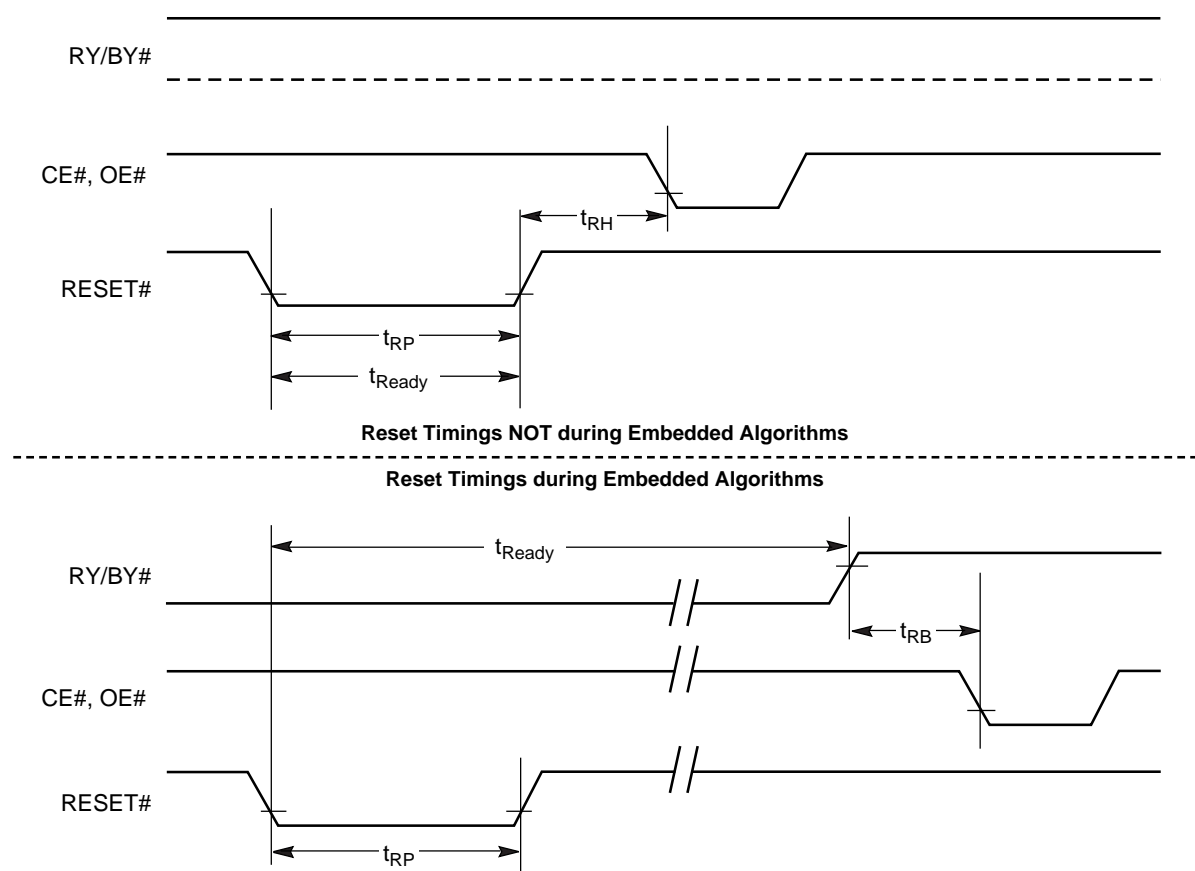 RY/BY#
CE#, OE#
tRH
RESET#
tRP
tReady
Reset Timings NOT during Embedded Algorithms
Reset Timings during Embedded Algorithms
tReady
RY/BY#
tRB
CE#, OE#
RESET#
tRP